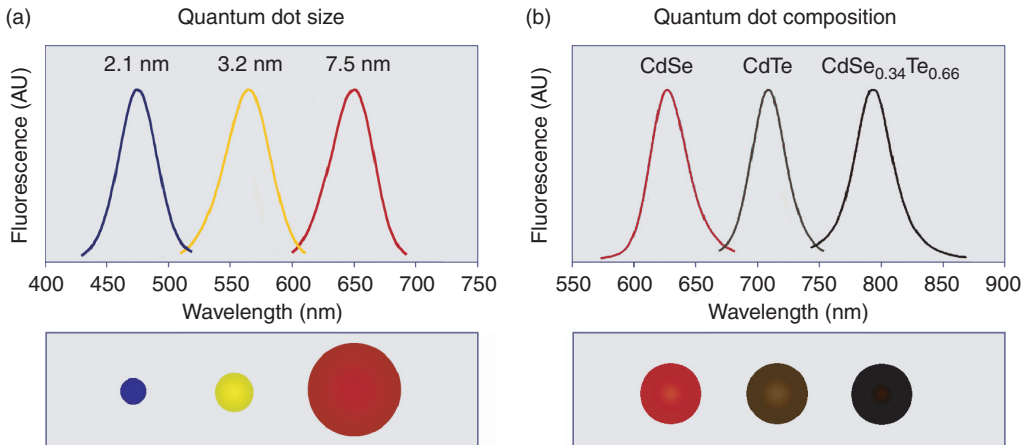 (a)
Quantum dot size
2.1 nm 3.2 nm 7.5 nm
Fluorescence (AU)
400 450 500 550 600 650 700 750
Wavelength (nm)
(b)
Quantum dot composition
CdSe CdTe CdSe0.34Te0.66
Fluorescence (AU)
550 600 650 700 750 800 850 900
Wavelength (nm)